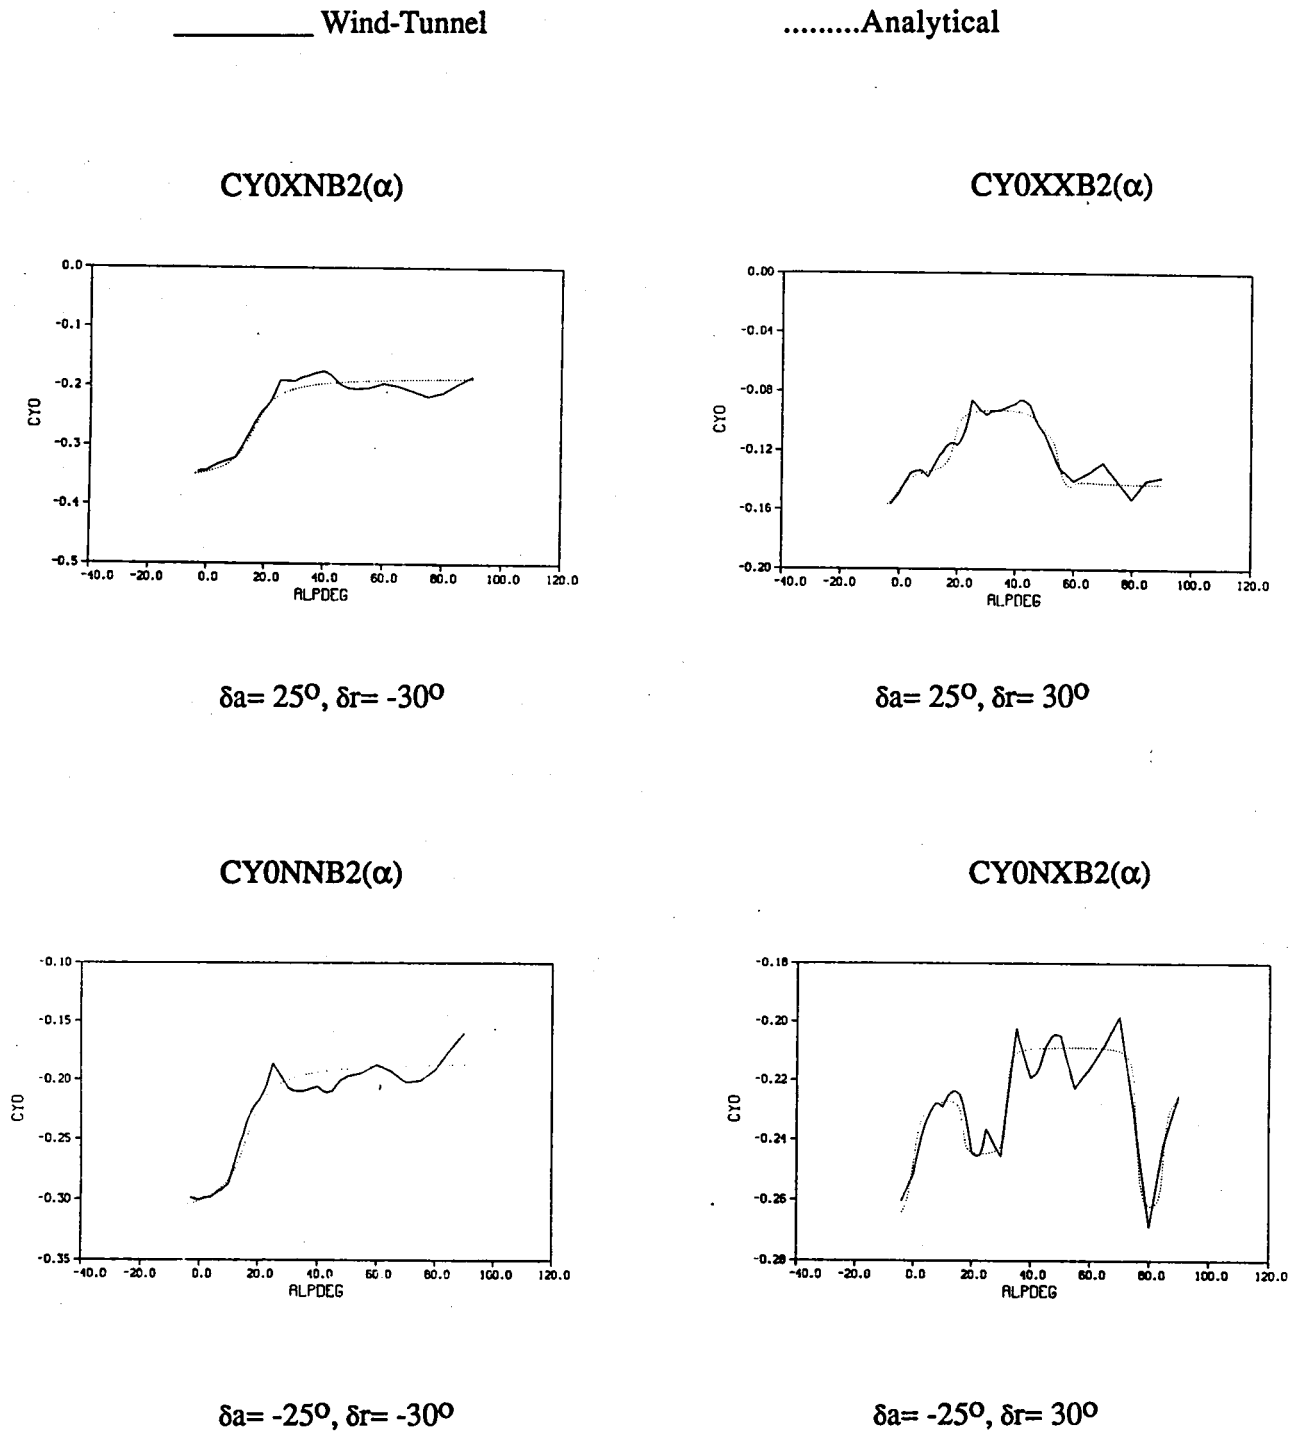 ________ Wind-Tunnel
.........Analytical
CY0XNB2(α)
CY0XXB2(α)
0.0
-0.1
-0.2
-0.3
-0.4
-0.5
CYO
-40.0 -20.0 0.0 20.0 40.0 60.0 80.0 100.0 120.0
ALPDEG
0.00
-0.04
-0.08
-0.12
-0.16
-0.20
CYO
-40.0 -20.0 0.0 20.0 40.0 60.0 80.0 100.0 120.0
ALPDEG
δa= 25°, δr= -30°
δa= 25°, δr= 30°
CY0NNB2(α)
CY0NXB2(α)
-0.10
-0.15
-0.20
-0.25
-0.30
-0.35
CYO
-40.0 -20.0 0.0 20.0 40.0 60.0 80.0 100.0 120.0
ALPDEG
-0.18
-0.20
-0.22
-0.24
-0.26
-0.28
CYO
-40.0 -20.0 0.0 20.0 40.0 60.0 80.0 100.0 120.0
ALPDEG
δa= -25°, δr= -30°
δa= -25°, δr= 30°